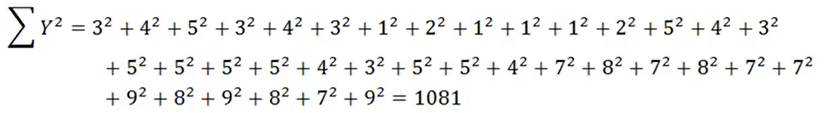 ∑Y² = 3² + 4² + 5² + 3² + 4² + 3² + 1² + 2² + 1² + 1² + 1² + 2² + 5² + 4² + 3²
+ 5² + 5² + 5² + 5² + 4² + 3² + 5² + 5² + 4² + 7² + 8² + 7² + 8² + 7² + 7²
+ 9² + 8² + 9² + 8² + 7² + 9² = 1081